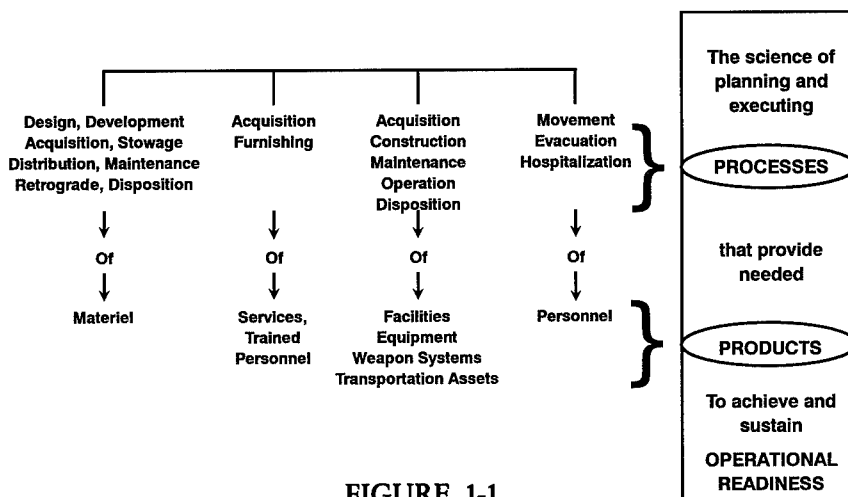 Design, Development
Acquisition, Stowage
Distribution, Maintenance
Retrograde, Disposition
Of
Materiel
Acquisition
Furnishing
Of
Services,
Trained
Personnel
Acquisition
Construction
Maintenance
Operation
Disposition
Of
Facilities
Equipment
Weapon Systems
Transportation Assets
Movement
Evacuation
Hospitalization
Of
Personnel
The science of
planning and
executing
PROCESSES
that provide
needed
PRODUCTS
To achieve and
sustain
OPERATIONAL
READINESS
FIGURE 1-1